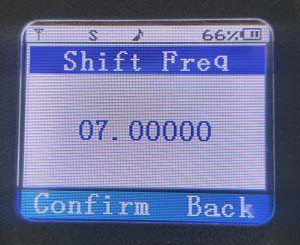 S 66%
Shift Freq
07.00000
Confirm Back